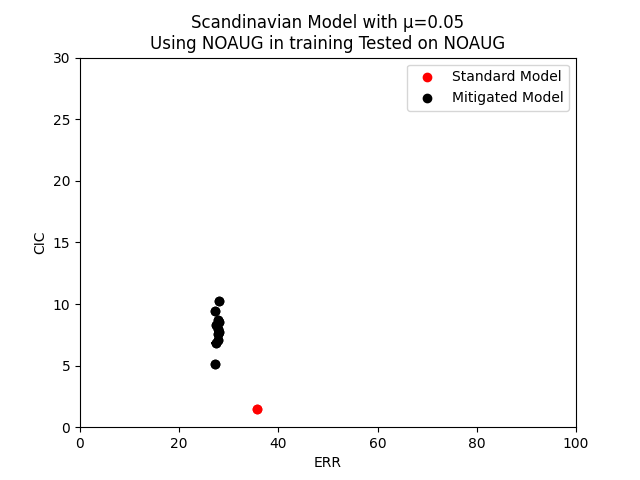 Scandinavian Model with μ=0.05
Using NOAUG in training Tested on NOAUG
Standard Model
Mitigated Model
30
25
20
15
10
5
0
CIC
0 20 40 60 80 100
ERR